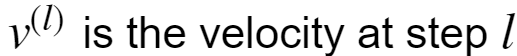 v^{(l)} is the velocity at step l